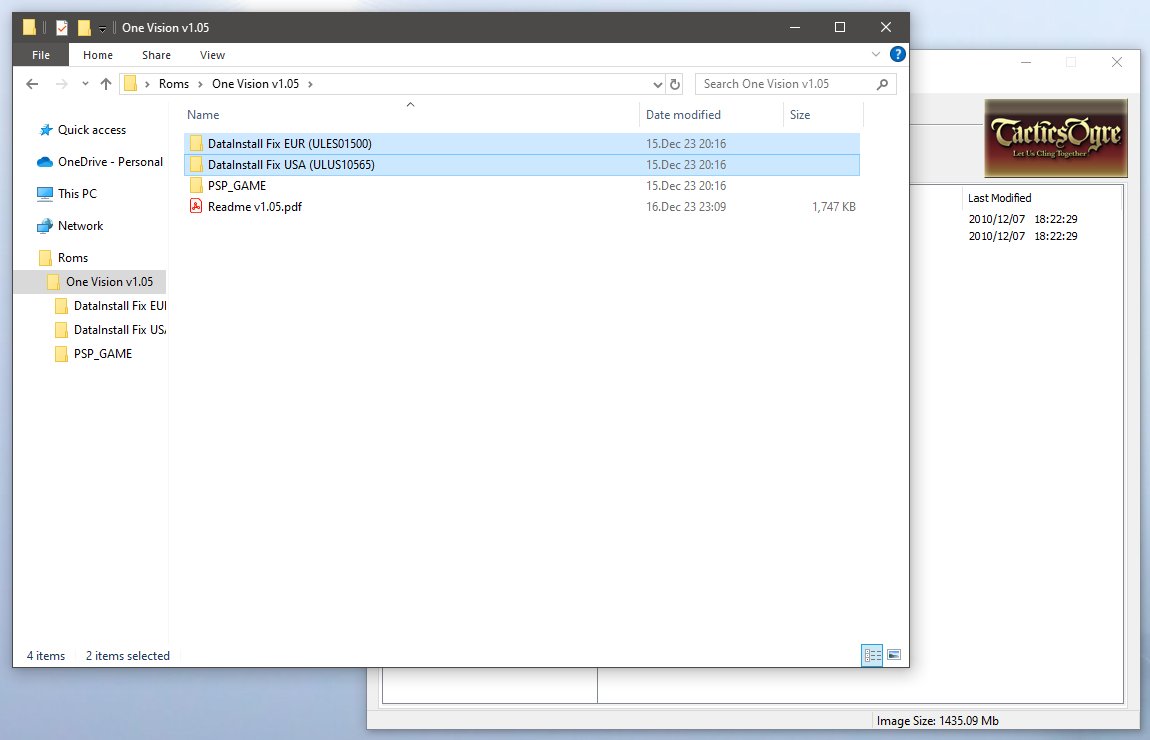 One Vision v1.05
File Home Share View
Roms One Vision v1.05 Search One Vision v1.05
Name Date modified Size
Quick access
OneDrive - Personal
This PC
Network
Roms
One Vision v1.05
DataInstall Fix EU
DataInstall Fix US
PSP_GAME
DataInstall Fix EUR (ULES01500) 15.Dec 23 20:16
DataInstall Fix USA (ULUS10565) 15.Dec 23 20:16
PSP_GAME 15.Dec 23 20:16
Readme v1.05.pdf 16.Dec 23 23:09 1,747 KB
4 items 2 items selected
Tactics Ogre
Let Us Cling Together
Last Modified
2010/12/07 18:22:29
2010/12/07 18:22:29
Image Size: 1435.09 Mb